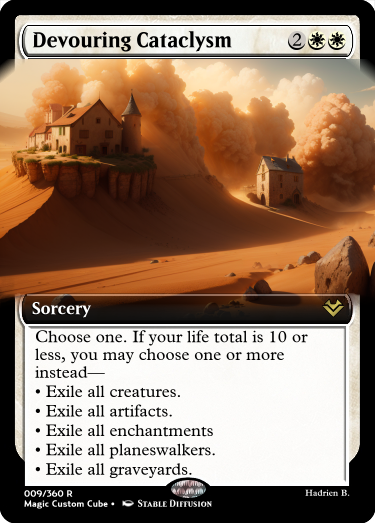 Devouring Cataclysm 2
Sorcery
Choose one. If your life total is 10 or
less, you may choose one or more
instead—
• Exile all creatures.
• Exile all artifacts.
• Exile all enchantments
• Exile all planeswalkers.
• Exile all graveyards.
009/360 R Hadrien B.
Magic Custom Cube • Stable Diffusion